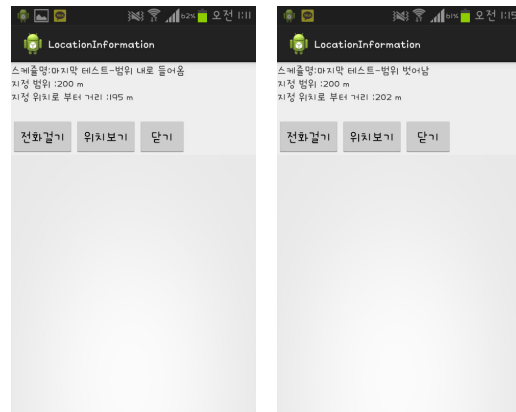 62% 오전 1:11
LocationInformation
스케줄명:마지막 테스트-범위 내로 들어옴
지정 범위 :200 m
지정 위치로 부터 거리 :195 m
전화걸기 위치보기 닫기
61% 오전 1:15
LocationInformation
스케줄명:마지막 테스트-범위 벗어남
지정 범위 :200 m
지정 위치로 부터 거리 :202 m
전화걸기 위치보기 닫기